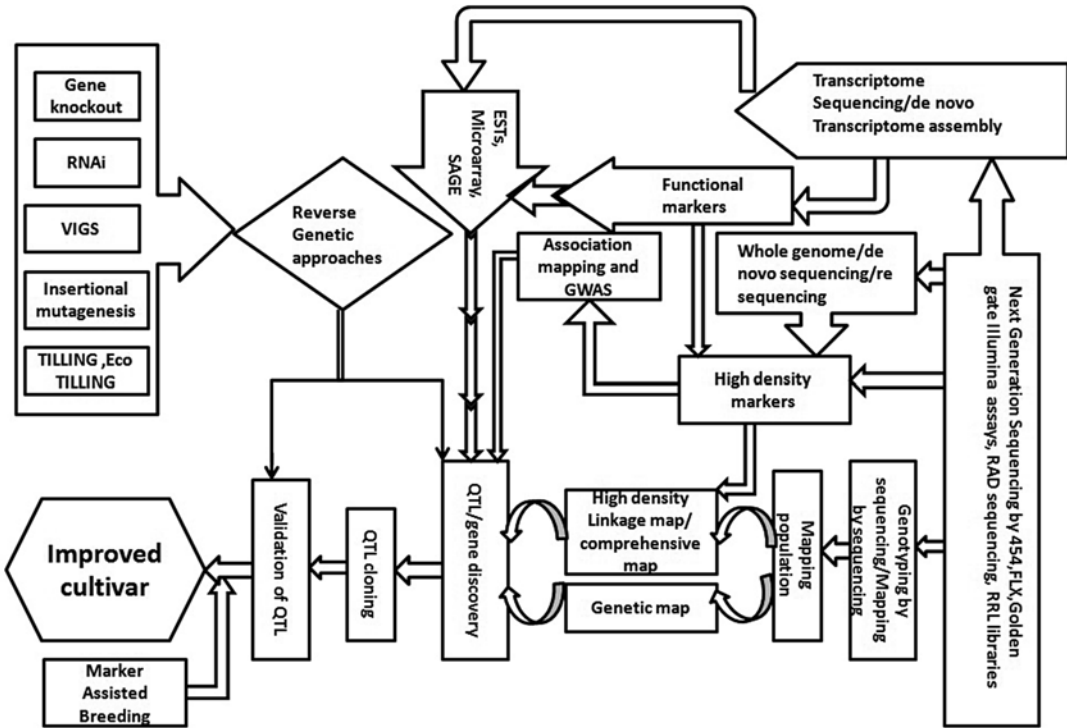 Gene
knockout
RNAi
VIGS
Insertional
mutagenesis
TILLING ,Eco
TILLING
Reverse
Genetic
approaches
ESTs,
Microarray,
SAGE
Transcriptome
Sequencing/de novo
Transcriptome assembly
Functional
markers
Association
mapping and
GWAS
Whole genome/de
novo sequencing/re
sequencing
High density
markers
Next Generation Sequencing by 454,FLX,Golden
gate Illumina assays, RAD sequencing, RRL libraries
Genotyping by
sequencing/Mapping
by sequencing
Mapping
population
High density
Linkage map/
comprehensive
map
Genetic map
QTL/gene discovery
QTL cloning
Validation of QTL
Improved
cultivar
Marker
Assisted
Breeding